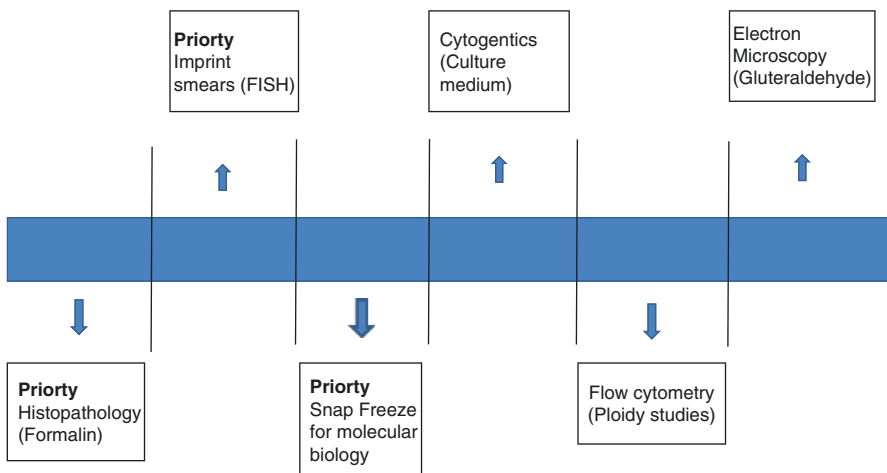 Priorty
Imprint
smears (FISH)
Cytogentics
(Culture
medium)
Electron
Microscopy
(Gluteraldehyde)
Priorty
Histopathology
(Formalin)
Priorty
Snap Freeze
for molecular
biology
Flow cytometry
(Ploidy studies)